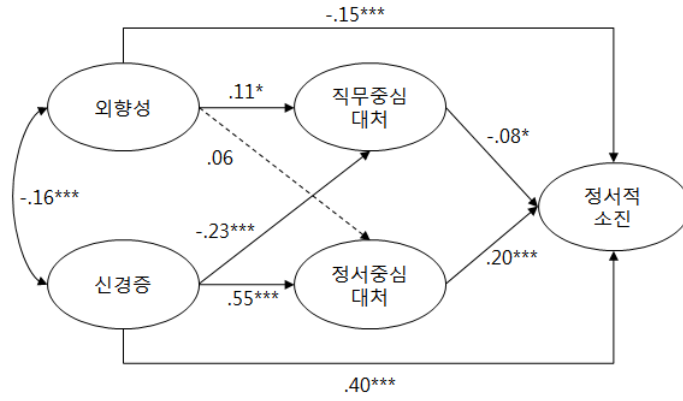 -.15***
외향성
.11*
직무중심
대처
-.08*
.06
-.16***
정서적
소진
-.23***
신경증
.55***
정서중심
대처
.20***
.40***